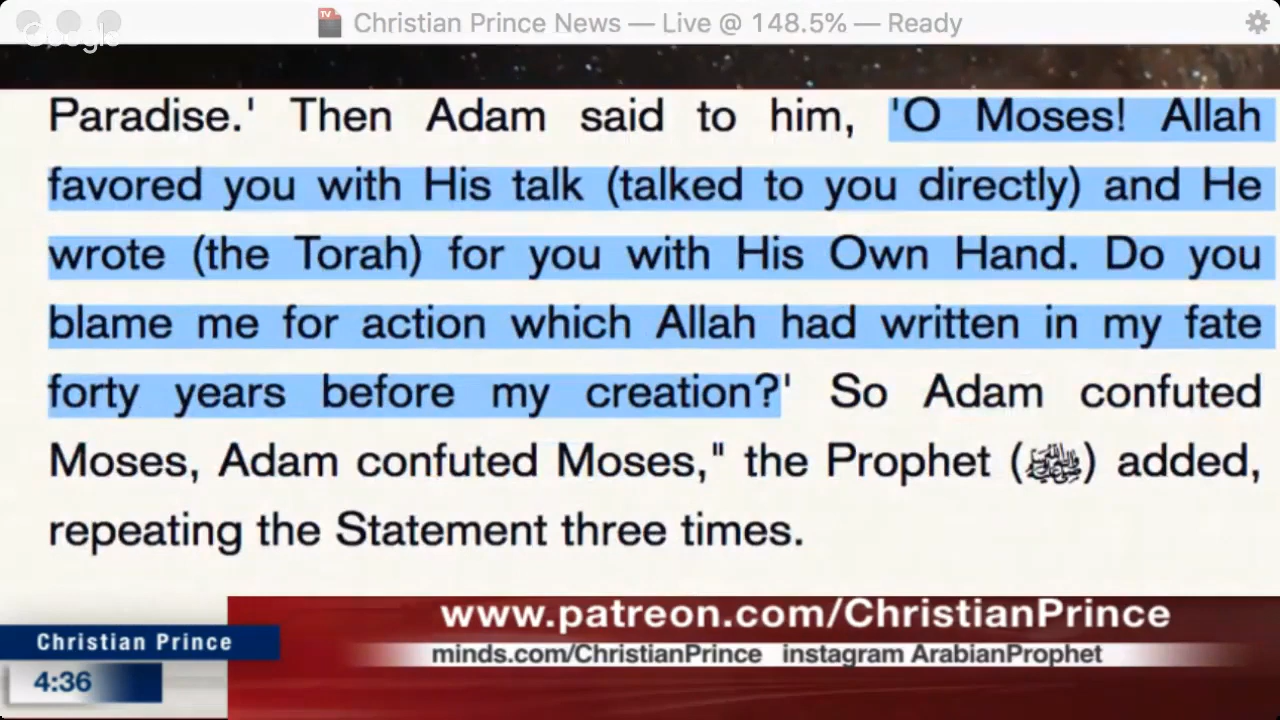 Christian Prince News — Live @ 148.5% — Ready
Google
Paradise.' Then Adam said to him, 'O Moses! Allah
favored you with His talk (talked to you directly) and He
wrote (the Torah) for you with His Own Hand. Do you
blame me for action which Allah had written in my fate
forty years before my creation?' So Adam confuted
Moses, Adam confuted Moses," the Prophet (ﷺ) added,
repeating the Statement three times.
www.patreon.com/ChristianPrince
Christian Prince
minds.com/ChristianPrince instagram ArabianProphet
4:36